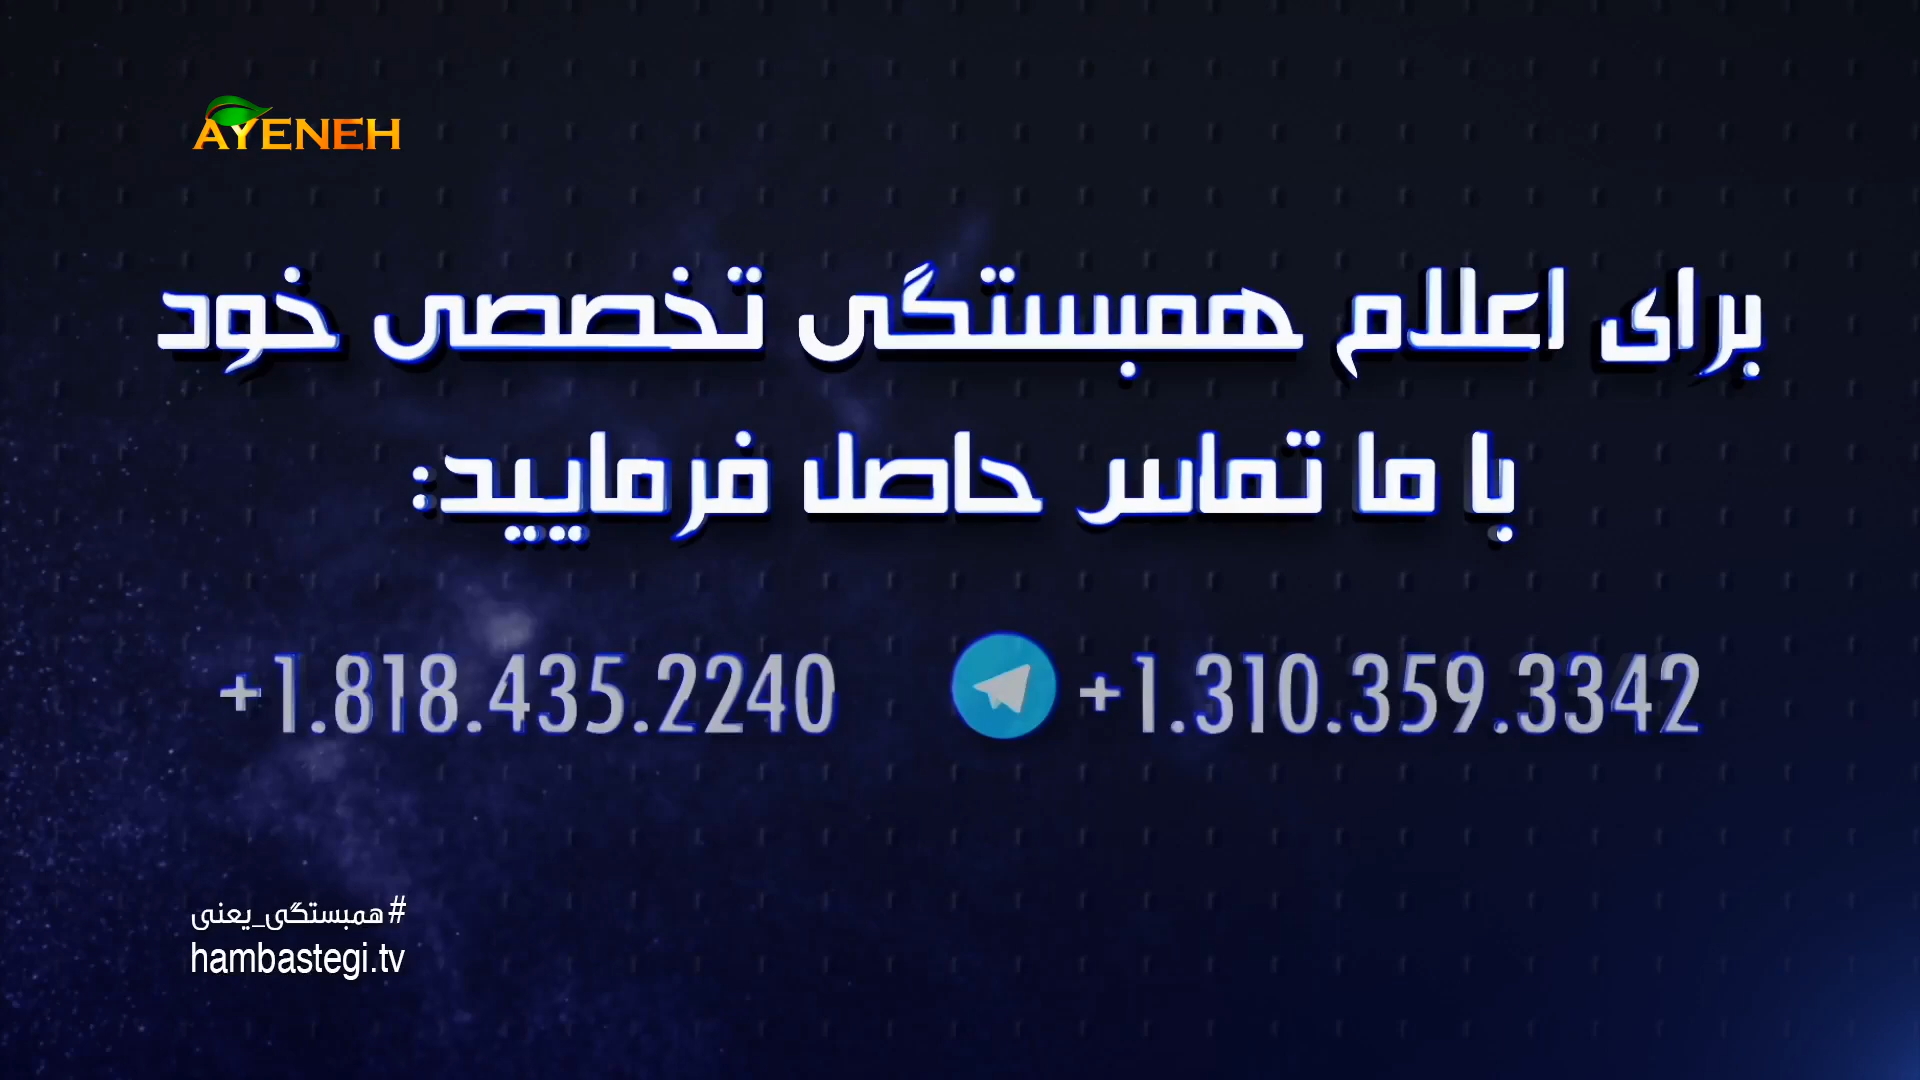 AYENEH
برای اعلام همبستگی تخصصی خود
با ما تماس حاصل فرمایید:
+1.818.435.2240 +1.310.359.3342
#همبستگی_یعنی
hambastegi.tv